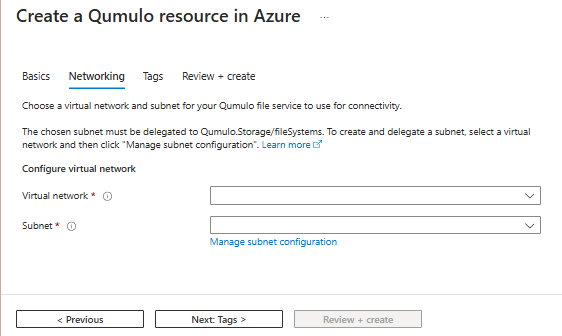 Create a Qumulo resource in Azure ...
Basics Networking Tags Review + create
Choose a virtual network and subnet for your Qumulo file service to use for connectivity.
The chosen subnet must be delegated to Qumulo.Storage/fileSystems. To create and delegate a subnet, select a virtual
network and then click "Manage subnet configuration". Learn more
Configure virtual network
Virtual network *
Subnet *
Manage subnet configuration
< Previous Next: Tags > Review + create